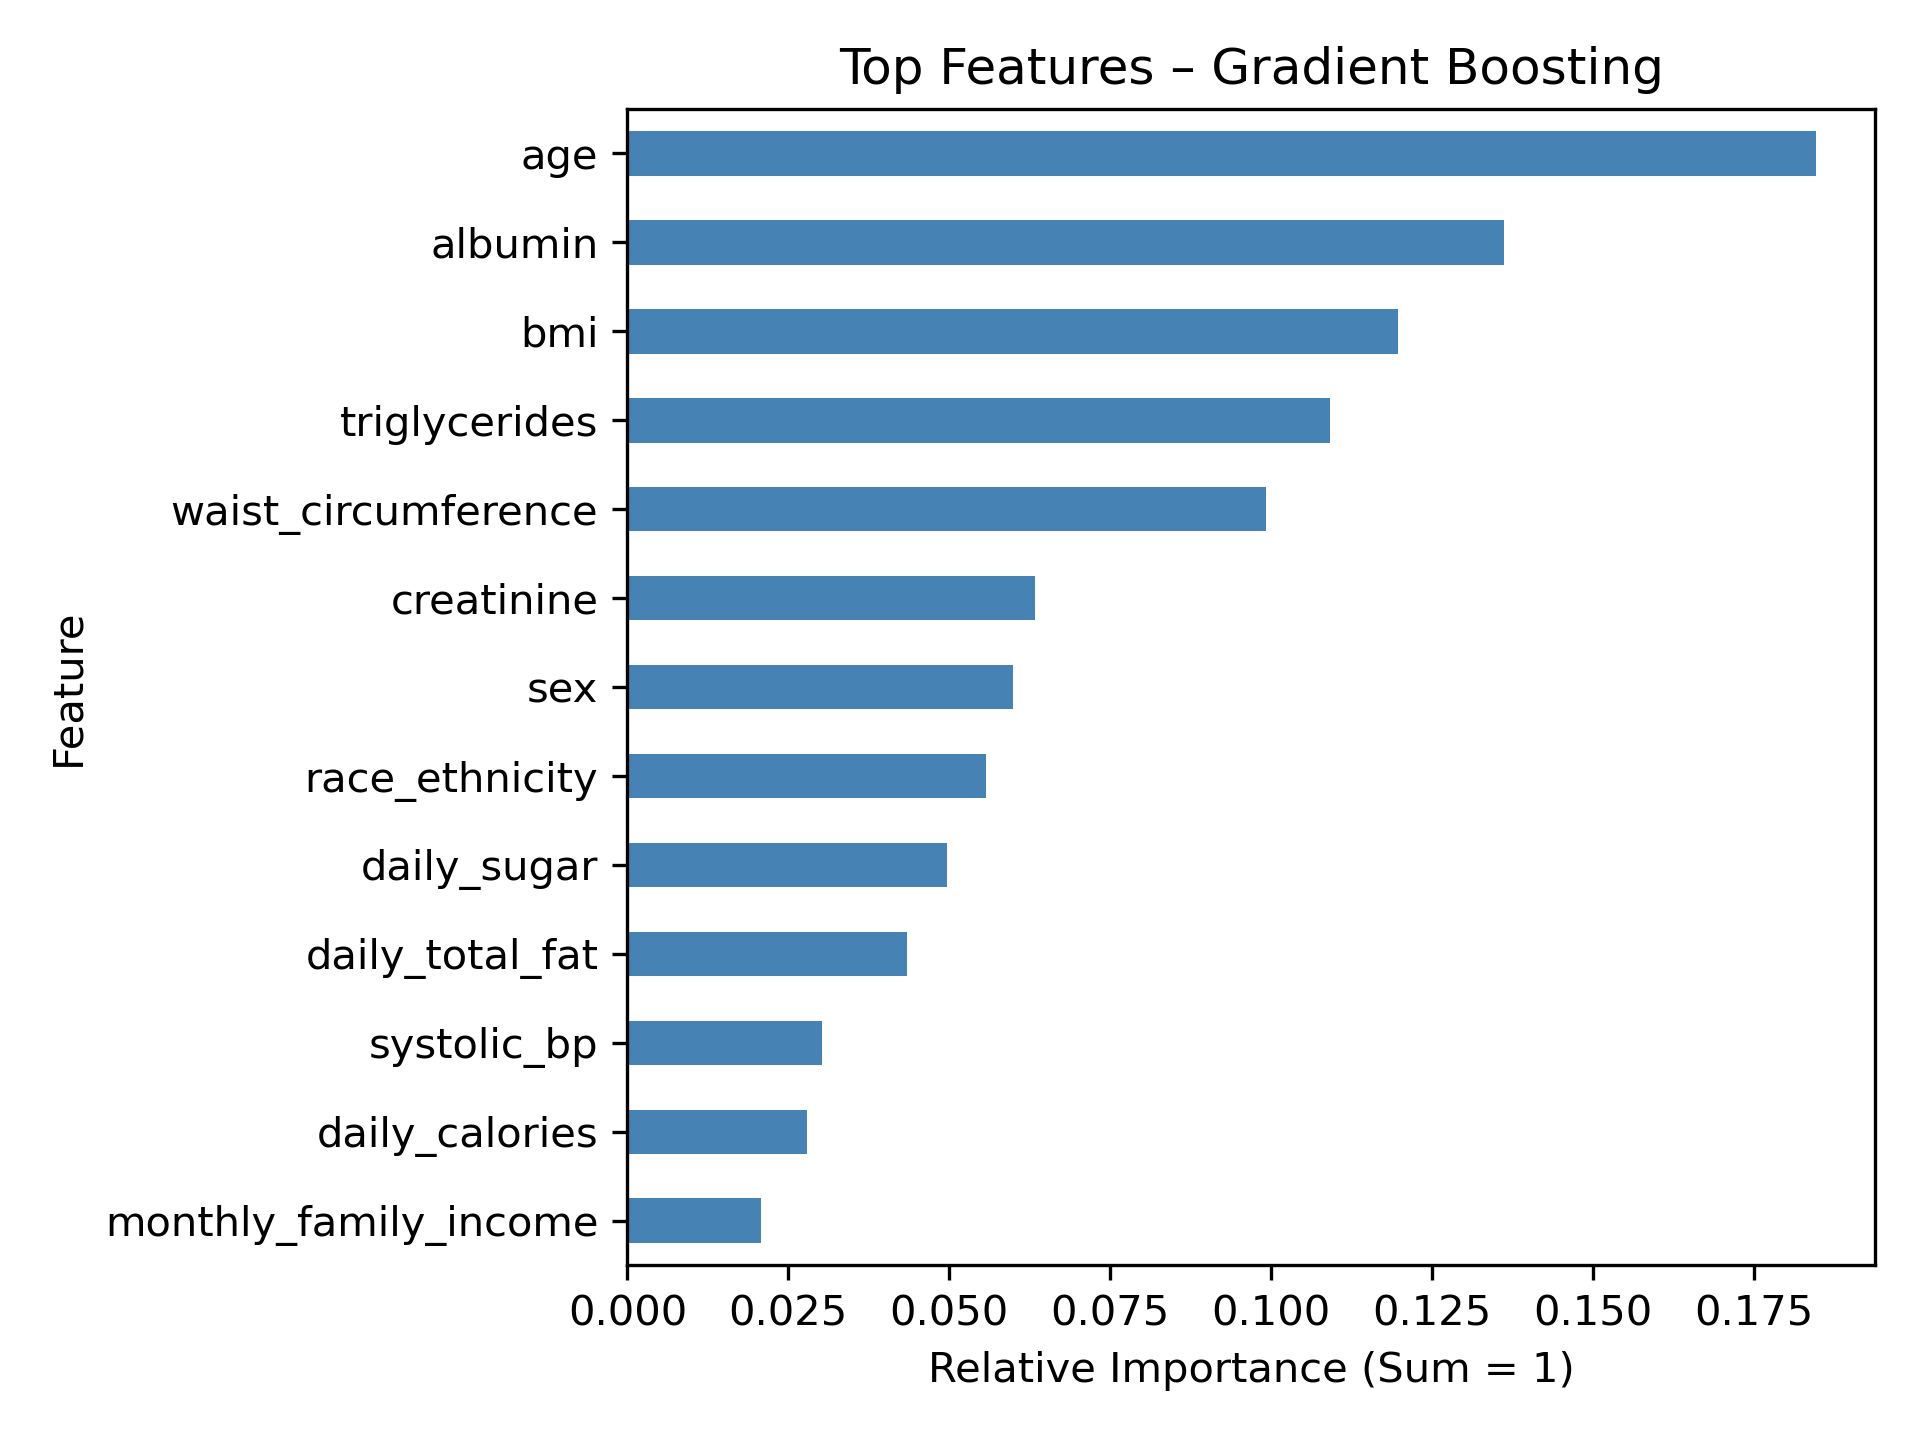 Top Features – Gradient Boosting
age
albumin
bmi
triglycerides
waist_circumference
creatinine
sex
race_ethnicity
daily_sugar
daily_total_fat
systolic_bp
daily_calories
monthly_family_income
Feature
0.000 0.025 0.050 0.075 0.100 0.125 0.150 0.175
Relative Importance (Sum = 1)